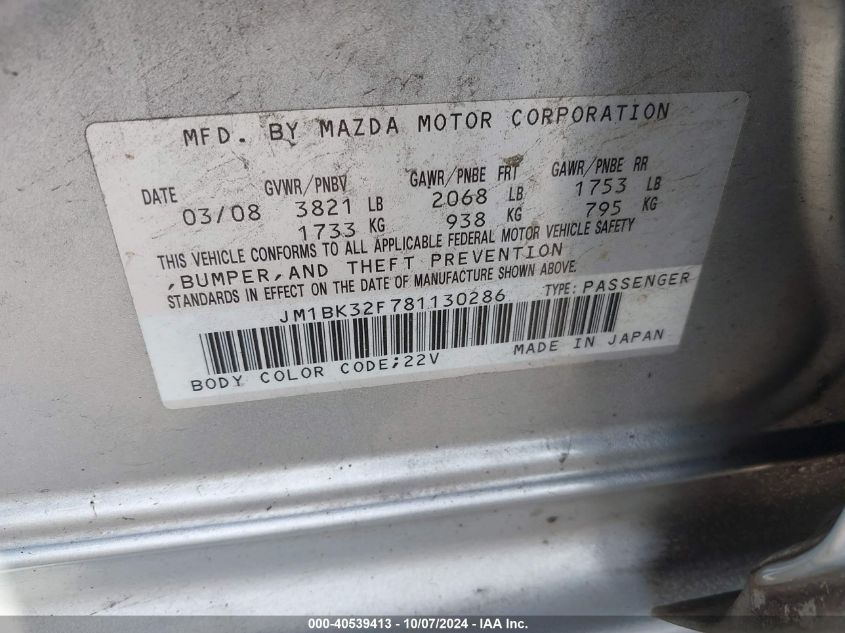 MFD. BY MAZDA MOTOR CORPORATION
DATE GVWR/PNBV GAWR/PNBE FRT GAWR/PNBE RR
03/08 3821 LB 2068 LB 1753 LB
1733 KG 938 KG 795 KG
THIS VEHICLE CONFORMS TO ALL APPLICABLE FEDERAL MOTOR VEHICLE SAFETY
,BUMPER,AND THEFT PREVENTION
STANDARDS IN EFFECT ON THE DATE OF MANUFACTURE SHOWN ABOVE.
JM1BK32F781130286 TYPE: PASSENGER
BODY COLOR CODE;22V MADE IN JAPAN
000-40539413 - 10/07/2024 - IAA Inc.